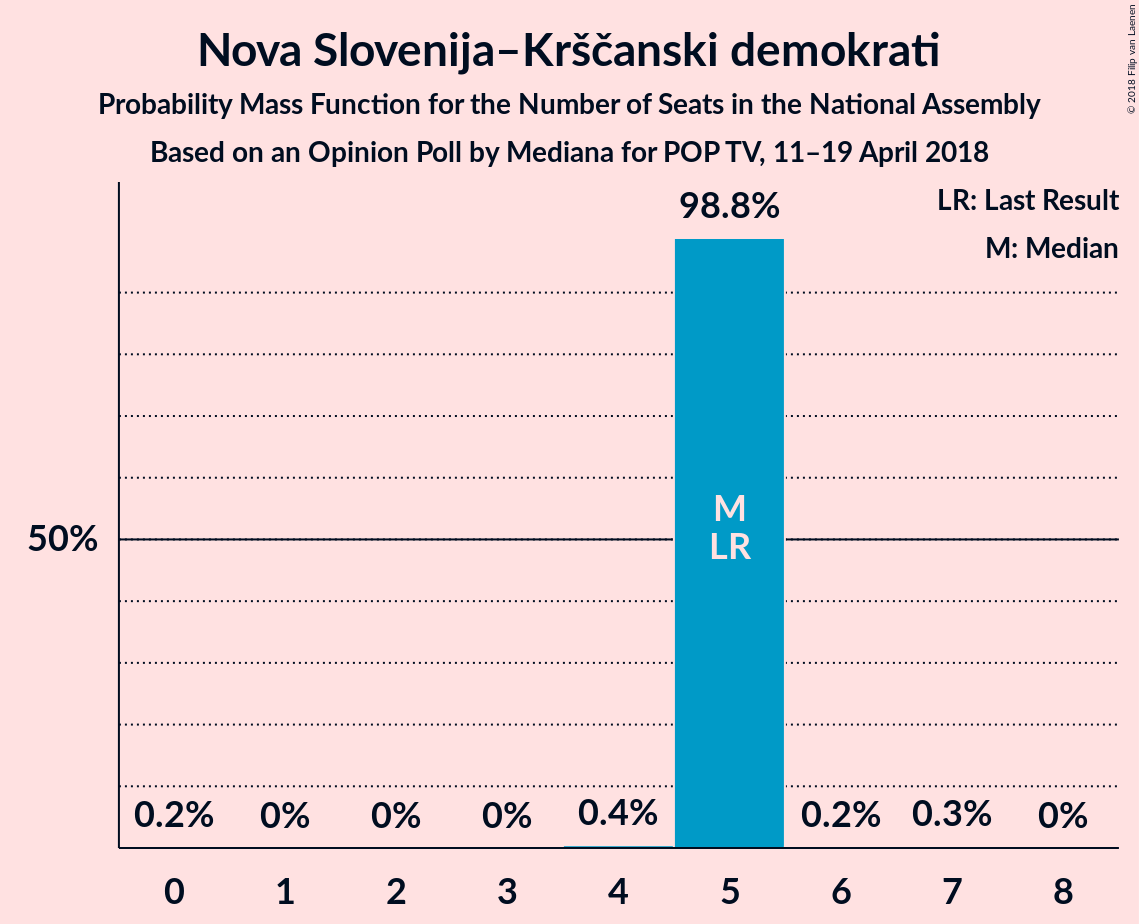 Nova Slovenija–Krščanski demokrati
Probability Mass Function for the Number of Seats in the National Assembly
Based on an Opinion Poll by Mediana for POP TV, 11–19 April 2018
© 2018 Filip van Laenen
LR: Last Result
M: Median
98.8%
M
LR
50%
0.2% 0% 0% 0% 0.4% 0.2% 0.3% 0%
0 1 2 3 4 5 6 7 8